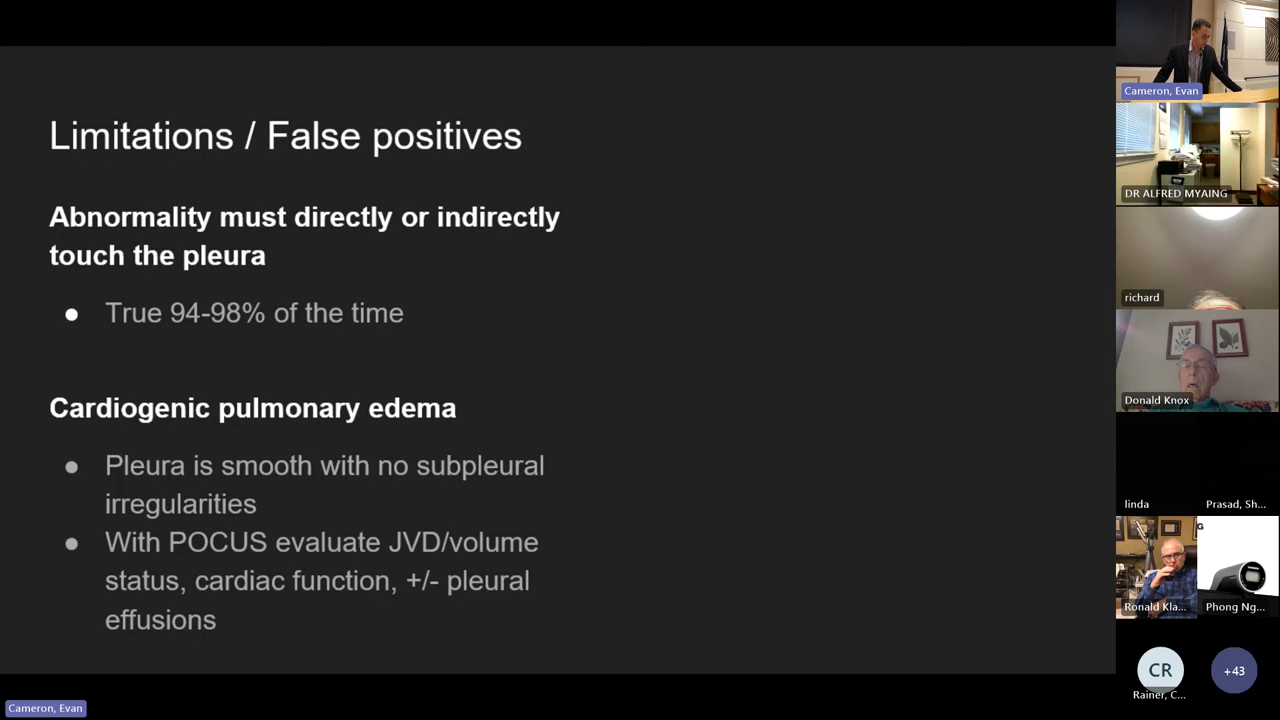 Limitations / False positives
Abnormality must directly or indirectly
touch the pleura
● True 94-98% of the time
Cardiogenic pulmonary edema
● Pleura is smooth with no subpleural
irregularities
● With POCUS evaluate JVD/volume
status, cardiac function, +/- pleural
effusions
Cameron, Evan
Cameron, Evan
DR ALFRED MYAING
richard
Donald Knox
linda
Prasad, Sh...
G
Ronald Kla...
Phong Ng...
CR
Rainer, C...
+43